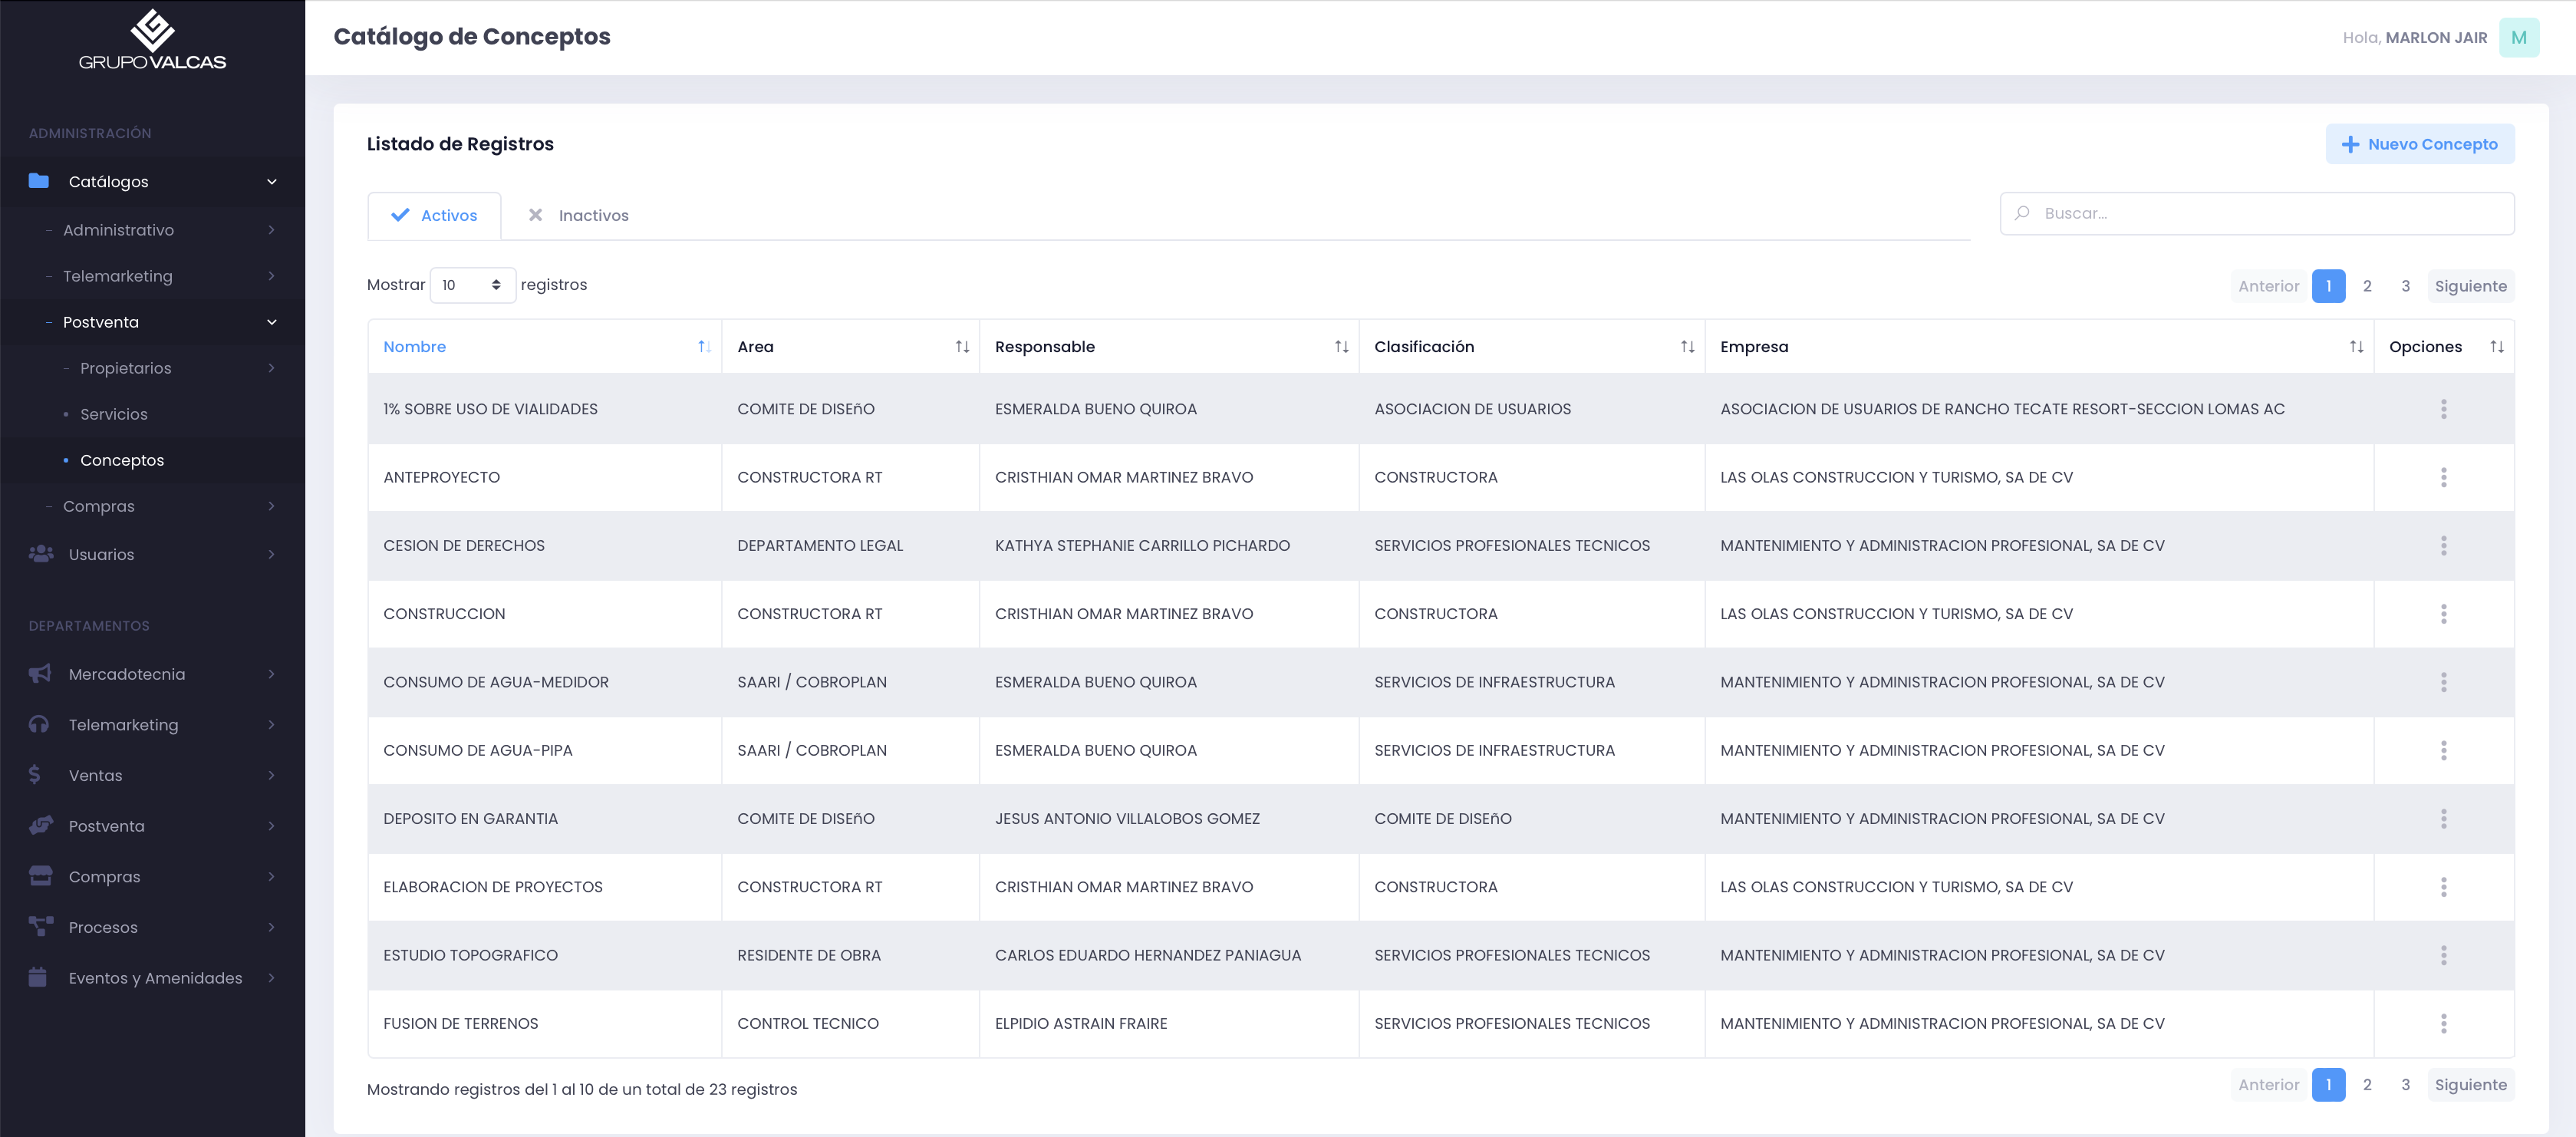 GRUPO VALCAS
ADMINISTRACIÓN
Catálogos
Administrativo
Telemarketing
Postventa
Propietarios
Servicios
Conceptos
Compras
Usuarios
DEPARTAMENTOS
Mercadotecnia
Telemarketing
Ventas
Postventa
Compras
Procesos
Eventos y Amenidades
Catálogo de Conceptos
Hola, MARLON JAIR M
Listado de Registros
Nuevo Concepto
Activos Inactivos
Buscar...
Mostrar 10 registros
Anterior 1 2 3 Siguiente
Nombre Area Responsable Clasificación Empresa Opciones
1% SOBRE USO DE VIALIDADES COMITE DE DISEñO ESMERALDA BUENO QUIROA ASOCIACION DE USUARIOS ASOCIACION DE USUARIOS DE RANCHO TECATE RESORT-SECCION LOMAS AC
ANTEPROYECTO CONSTRUCTORA RT CRISTHIAN OMAR MARTINEZ BRAVO CONSTRUCTORA LAS OLAS CONSTRUCCION Y TURISMO, SA DE CV
CESION DE DERECHOS DEPARTAMENTO LEGAL KATHYA STEPHANIE CARRILLO PICHARDO SERVICIOS PROFESIONALES TECNICOS MANTENIMIENTO Y ADMINISTRACION PROFESIONAL, SA DE CV
CONSTRUCCION CONSTRUCTORA RT CRISTHIAN OMAR MARTINEZ BRAVO CONSTRUCTORA LAS OLAS CONSTRUCCION Y TURISMO, SA DE CV
CONSUMO DE AGUA-MEDIDOR SAARI / COBROPLAN ESMERALDA BUENO QUIROA SERVICIOS DE INFRAESTRUCTURA MANTENIMIENTO Y ADMINISTRACION PROFESIONAL, SA DE CV
CONSUMO DE AGUA-PIPA SAARI / COBROPLAN ESMERALDA BUENO QUIROA SERVICIOS DE INFRAESTRUCTURA MANTENIMIENTO Y ADMINISTRACION PROFESIONAL, SA DE CV
DEPOSITO EN GARANTIA COMITE DE DISEñO JESUS ANTONIO VILLALOBOS GOMEZ COMITE DE DISEñO MANTENIMIENTO Y ADMINISTRACION PROFESIONAL, SA DE CV
ELABORACION DE PROYECTOS CONSTRUCTORA RT CRISTHIAN OMAR MARTINEZ BRAVO CONSTRUCTORA LAS OLAS CONSTRUCCION Y TURISMO, SA DE CV
ESTUDIO TOPOGRAFICO RESIDENTE DE OBRA CARLOS EDUARDO HERNANDEZ PANIAGUA SERVICIOS PROFESIONALES TECNICOS MANTENIMIENTO Y ADMINISTRACION PROFESIONAL, SA DE CV
FUSION DE TERRENOS CONTROL TECNICO ELPIDIO ASTRAIN FRAIRE SERVICIOS PROFESIONALES TECNICOS MANTENIMIENTO Y ADMINISTRACION PROFESIONAL, SA DE CV
Mostrando registros del 1 al 10 de un total de 23 registros
Anterior 1 2 3 Siguiente